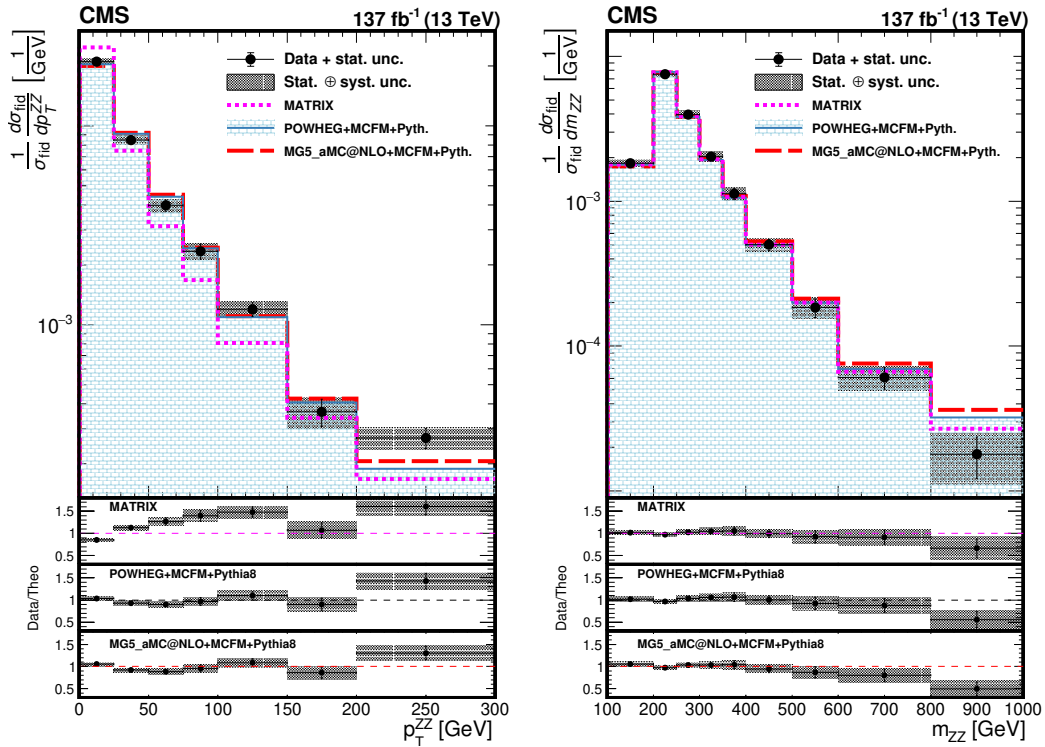 CMS 137 fb⁻¹ (13 TeV)
1/σ_fid dσ_fid/dp_T^ZZ [1/GeV]
Data + stat. unc.
Stat. ⊕ syst. unc.
MATRIX
POWHEG+MCFM+Pyth.
MG5_aMC@NLO+MCFM+Pyth.
10⁻³
MATRIX
1.5
1
0.5
POWHEG+MCFM+Pythia8
1.5
1
0.5
MG5_aMC@NLO+MCFM+Pythia8
1.5
1
0.5
Data/Theo
0 50 100 150 200 250 300
p_T^ZZ [GeV]
CMS 137 fb⁻¹ (13 TeV)
1/σ_fid dσ_fid/dm_ZZ [1/GeV]
Data + stat. unc.
Stat. ⊕ syst. unc.
MATRIX
POWHEG+MCFM+Pyth.
MG5_aMC@NLO+MCFM+Pyth.
10⁻³
10⁻⁴
MATRIX
1.5
1
0.5
POWHEG+MCFM+Pythia8
1.5
1
0.5
MG5_aMC@NLO+MCFM+Pythia8
1.5
1
0.5
Data/Theo
100 200 300 400 500 600 700 800 900 1000
m_ZZ [GeV]